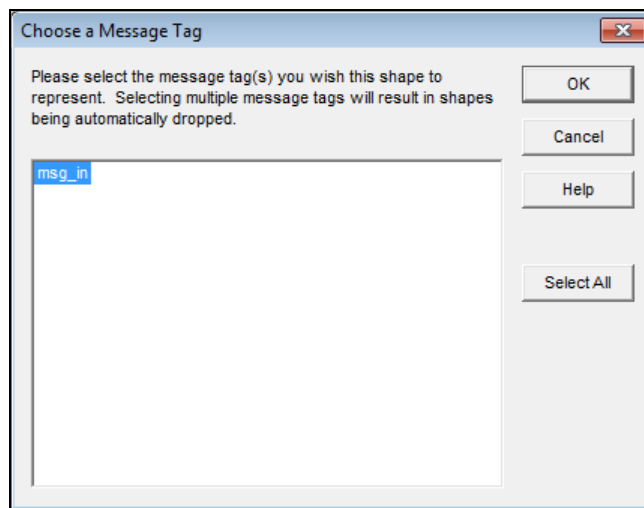 Choose a Message Tag
Please select the message tag(s) you wish this shape to
represent. Selecting multiple message tags will result in shapes
being automatically dropped.
OK
Cancel
msg_in
Help
Select All